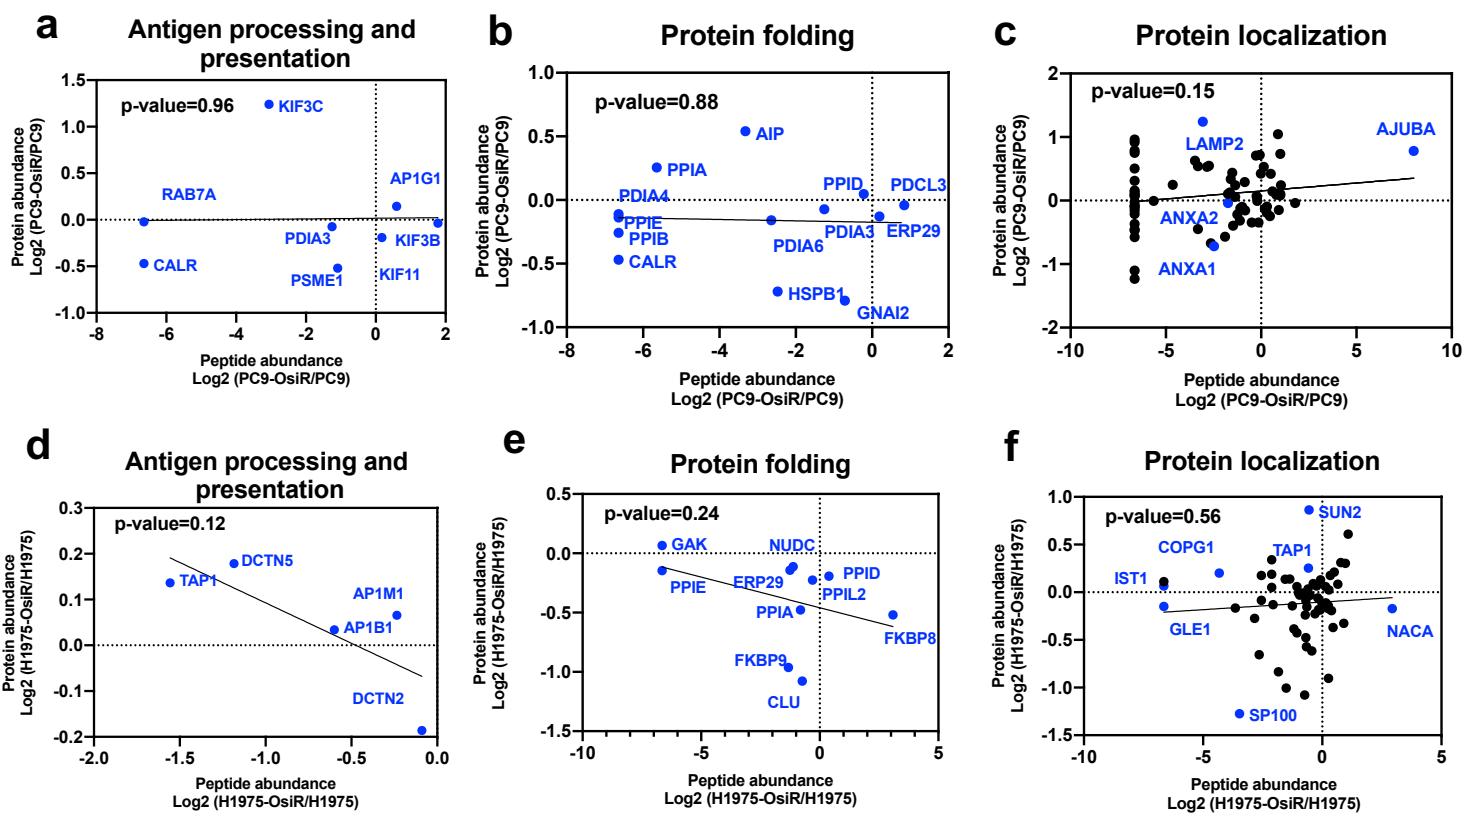 a
Antigen processing and
presentation
p-value=0.96
KIF3C
RAB7A
AP1G1
PDIA3
KIF3B
CALR
PSME1
KIF11
1.5
1.0
0.5
0.0
-0.5
-1.0
-8
-6
-4
-2
0
2
Protein abundance
Log2 (PC9-OsiR/PC9)
Peptide abundance
Log2 (PC9-OsiR/PC9)
b
Protein folding
p-value=0.88
AIP
PPIA
PPID
PDCL3
PDIA4
PPIE
PPIB
PDIA6
PDIA3
ERP29
CALR
HSPB1
GNAI2
1.0
0.5
0.0
-0.5
-1.0
-8
-6
-4
-2
0
2
Protein abundance
Log2 (PC9-OsiR/PC9)
Peptide abundance
Log2 (PC9-OsiR/PC9)
c
Protein localization
p-value=0.15
LAMP2
AJUBA
ANXA2
ANXA1
2
1
0
-1
-2
-10
-5
0
5
10
Protein abundance
Log2 (PC9-OsiR/PC9)
Peptide abundance
Log2 (PC9-OsiR/PC9)
d
Antigen processing and
presentation
p-value=0.12
DCTN5
TAP1
AP1M1
AP1B1
DCTN2
0.3
0.2
0.1
0.0
-0.1
-0.2
-2.0
-1.5
-1.0
-0.5
0.0
Protein abundance
Log2 (H1975-OsiR/H1975)
Peptide abundance
Log2 (H1975-OsiR/H1975)
e
Protein folding
p-value=0.24
GAK
NUDC
PPIE
ERP29
PPID
PPIL2
PPIA
FKBP8
FKBP9
CLU
0.5
0.0
-0.5
-1.0
-1.5
-10
-5
0
5
Protein abundance
Log2 (H1975-OsiR/H1975)
Peptide abundance
Log2 (H1975-OsiR/H1975)
f
Protein localization
p-value=0.56
SUN2
COPG1
TAP1
IST1
GLE1
NACA
SP100
1.0
0.5
0.0
-0.5
-1.0
-1.5
-10
-5
0
5
Protein abundance
Log2 (H1975-OsiR/H1975)
Peptide abundance
Log2 (H1975-OsiR/H1975)